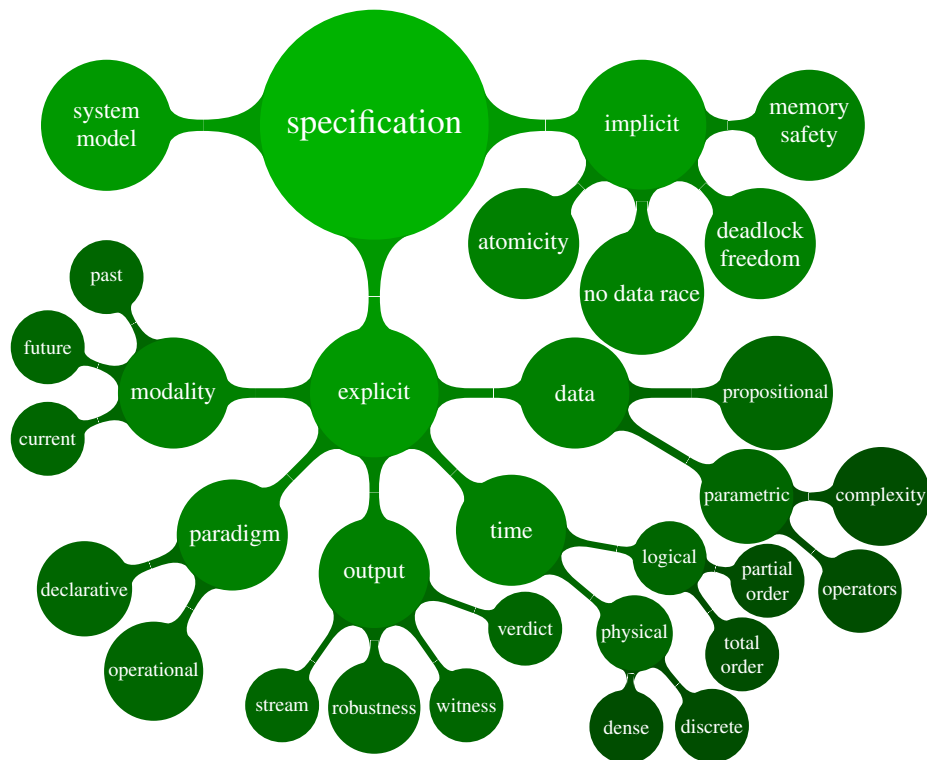 system
model
specification
implicit
memory
safety
atomicity
no data race
deadlock
freedom
past
future
current
modality
explicit
data
propositional
parametric
complexity
operators
paradigm
declarative
operational
output
stream
robustness
witness
verdict
time
logical
partial
order
total
order
physical
dense
discrete